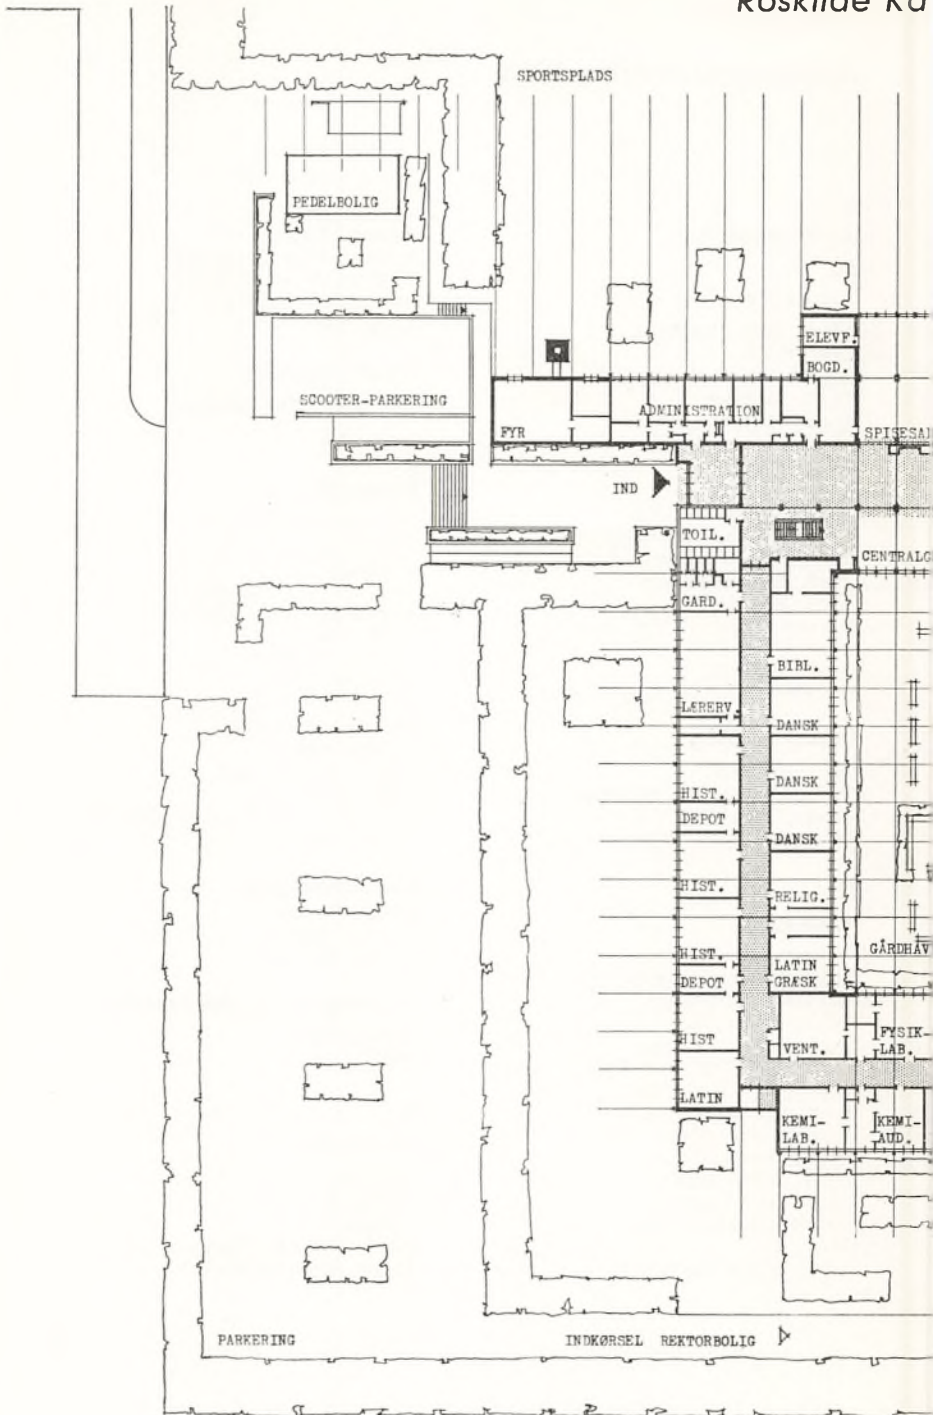 Roskilde Ka
SPORTSPLADS
PEDELBOLIG
ELEVF.
BOGD.
SCOOTER-PARKERING
ADMINISTRATION
FYR
SPISESAL
IND
TOIL.
CENTRALG
GARD.
BIBL.
LÆRERV.
DANSK
DANSK
HIST.
DEPOT
DANSK
HIST.
RELIG.
HIST.
GÅRDHAV
LATIN
DEPOT
GRÆSK
HIST
VENT.
FYSIK-
LAB.
LATIN
KEMI-
LAB.
KEMI-
AUD.
PARKERING
INDKØRSEL REKTORBOLIG